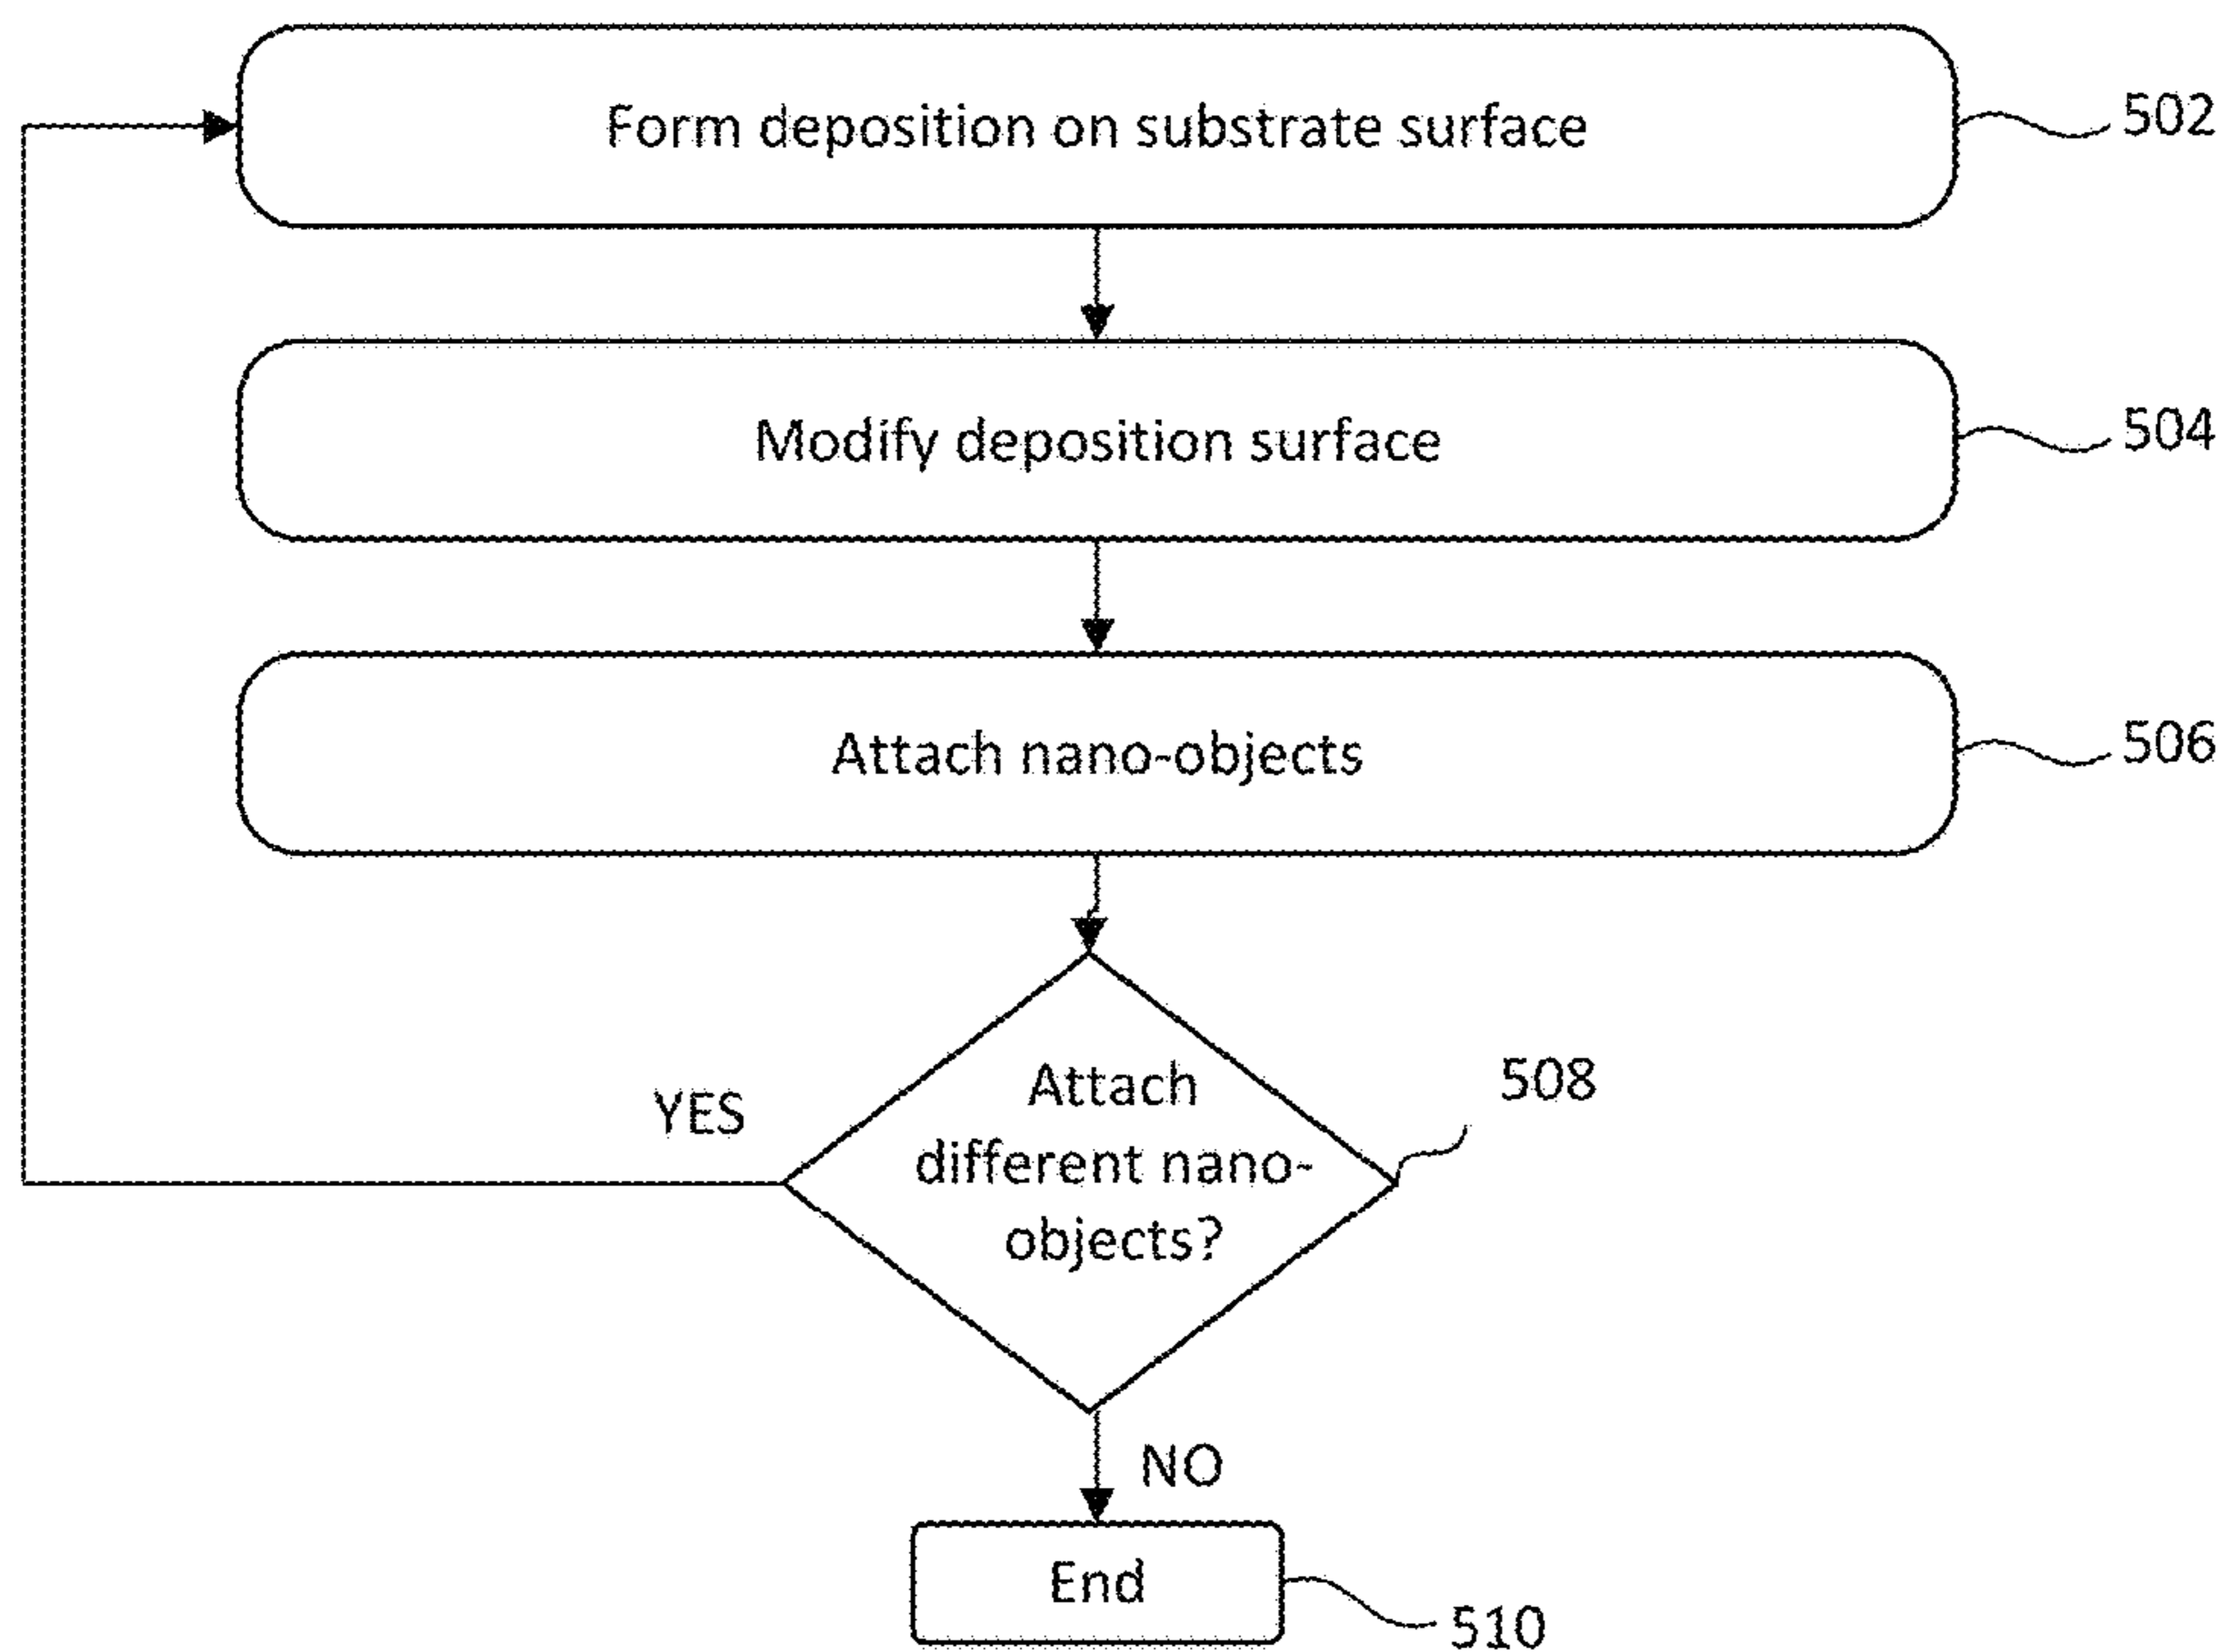 Form deposition on substrate surface
502
Modify deposition surface
504
Attach nano-objects
506
Attach
different nano-
objects?
508
YES
NO
End
510